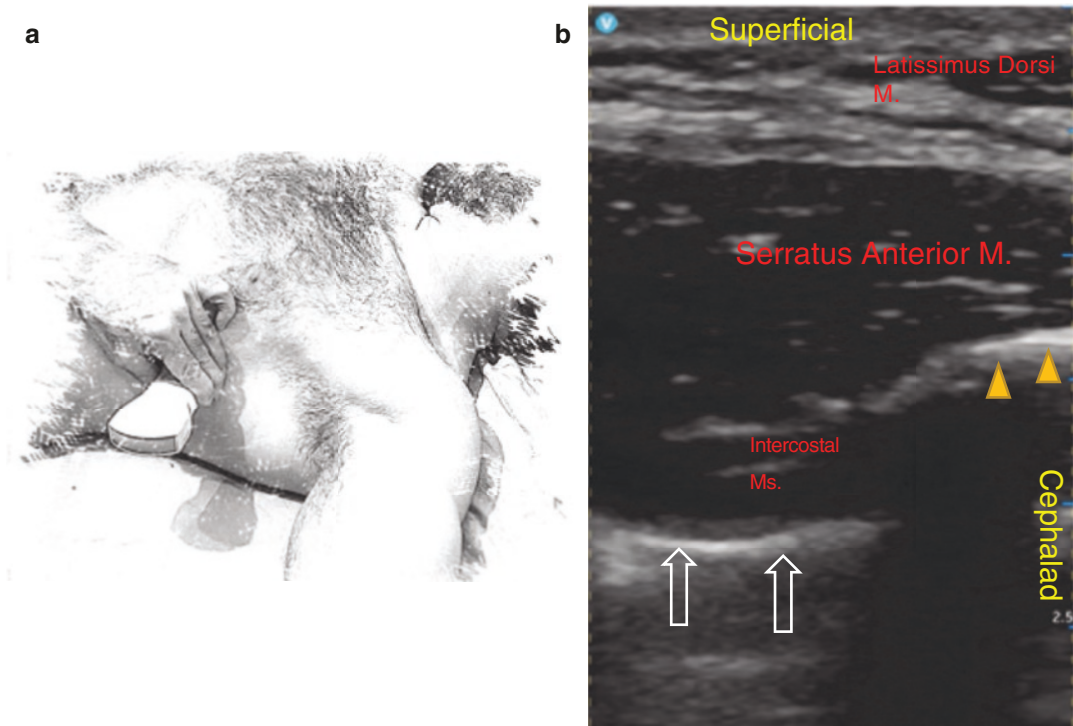 a
b
V
Superficial
Latissimus Dorsi
M.
Serratus Anterior M.
Intercostal
Ms.
Cephalad
2.5